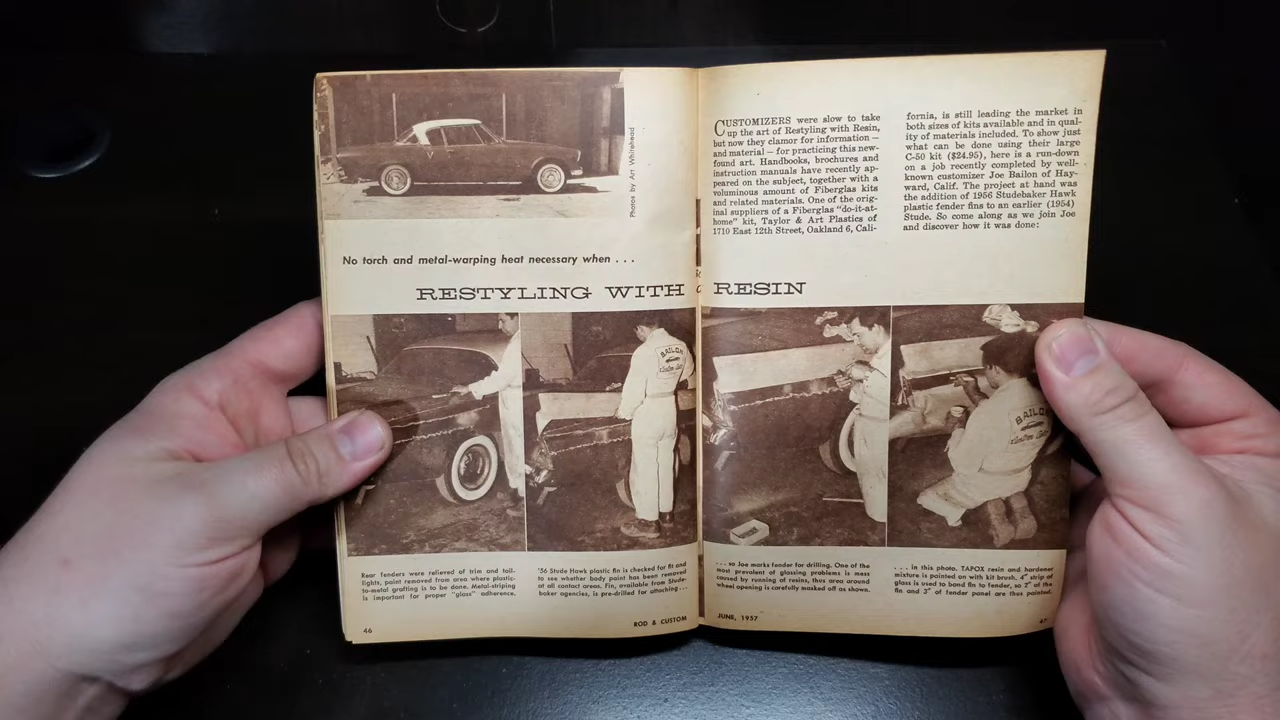 Photos by Art Whitehead
No torch and metal-warping heat necessary when . . .
RESTYLING WITH RESIN
CUSTOMIZERS were slow to take
up the art of Restyling with Resin,
but now they clamor for information —
and material — for practicing this new-
found art. Handbooks, brochures and
instruction manuals have recently ap-
peared on the subject, together with a
voluminous amount of Fiberglas kits
and related materials. One of the orig-
inal suppliers of a Fiberglas "do-it-at-
home" kit, Taylor & Art Plastics of
1710 East 12th Street, Oakland 6, Cali-
fornia, is still leading the market in
both sizes of kits available and in qual-
ity of materials included. To show just
what can be done using their large
C-50 kit ($24.95), here is a run-down
on a job recently completed by well-
known customizer Joe Bailon of Hay-
ward, Calif. The project at hand was
the addition of 1956 Studebaker Hawk
plastic fender fins to an earlier (1954)
Stude. So come along as we join Joe
and discover how it was done:
BAILON
Custom Cars
BAILON
Custom Cars
Rear fenders were relieved of trim and tail-
lights, paint removed from area where plastic-
to-metal grafting is to be done. Metal-striping
is important for proper "glass" adherence.
'56 Stude Hawk plastic fin is checked for fit and
to see whether body paint has been removed
at all contact areas. Fin, available from Stude-
baker agencies, is pre-drilled for attaching . . .
. . . so Joe marks fender for drilling. One of the
most prevalent of glassing problems is mess
caused by running of resins, thus area around
wheel opening is carefully masked off as shown.
. . . in this photo. TAPOX resin and hardener
mixture is painted on with kit brush. 4" strip of
glass is used to bond fin to fender, so 2" of the
fin and 3" of fender panel are thus painted.
46
ROD & CUSTOM
JUNE, 1957
47